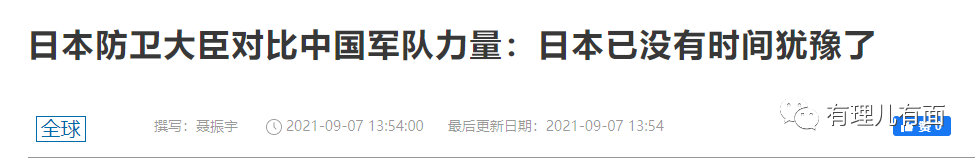 日本防卫大臣对比中国军队力量：日本已没有时间犹豫了
全球 撰写：聂振宇 2021-09-07 13:54:00 最后更新日期：2021-09-07 13:54 有理儿有面 赞 0